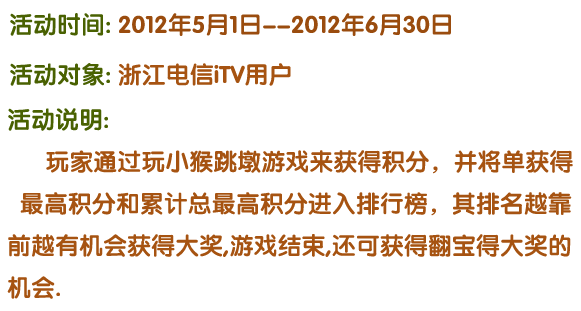 活动时间: 2012年5月1日--2012年6月30日
活动对象: 浙江电信iTV用户
活动说明:
玩家通过玩小猴跳墩游戏来获得积分，并将单获得
最高积分和累计总最高积分进入排行榜，其排名越靠
前越有机会获得大奖,游戏结束,还可获得翻宝得大奖的
机会.